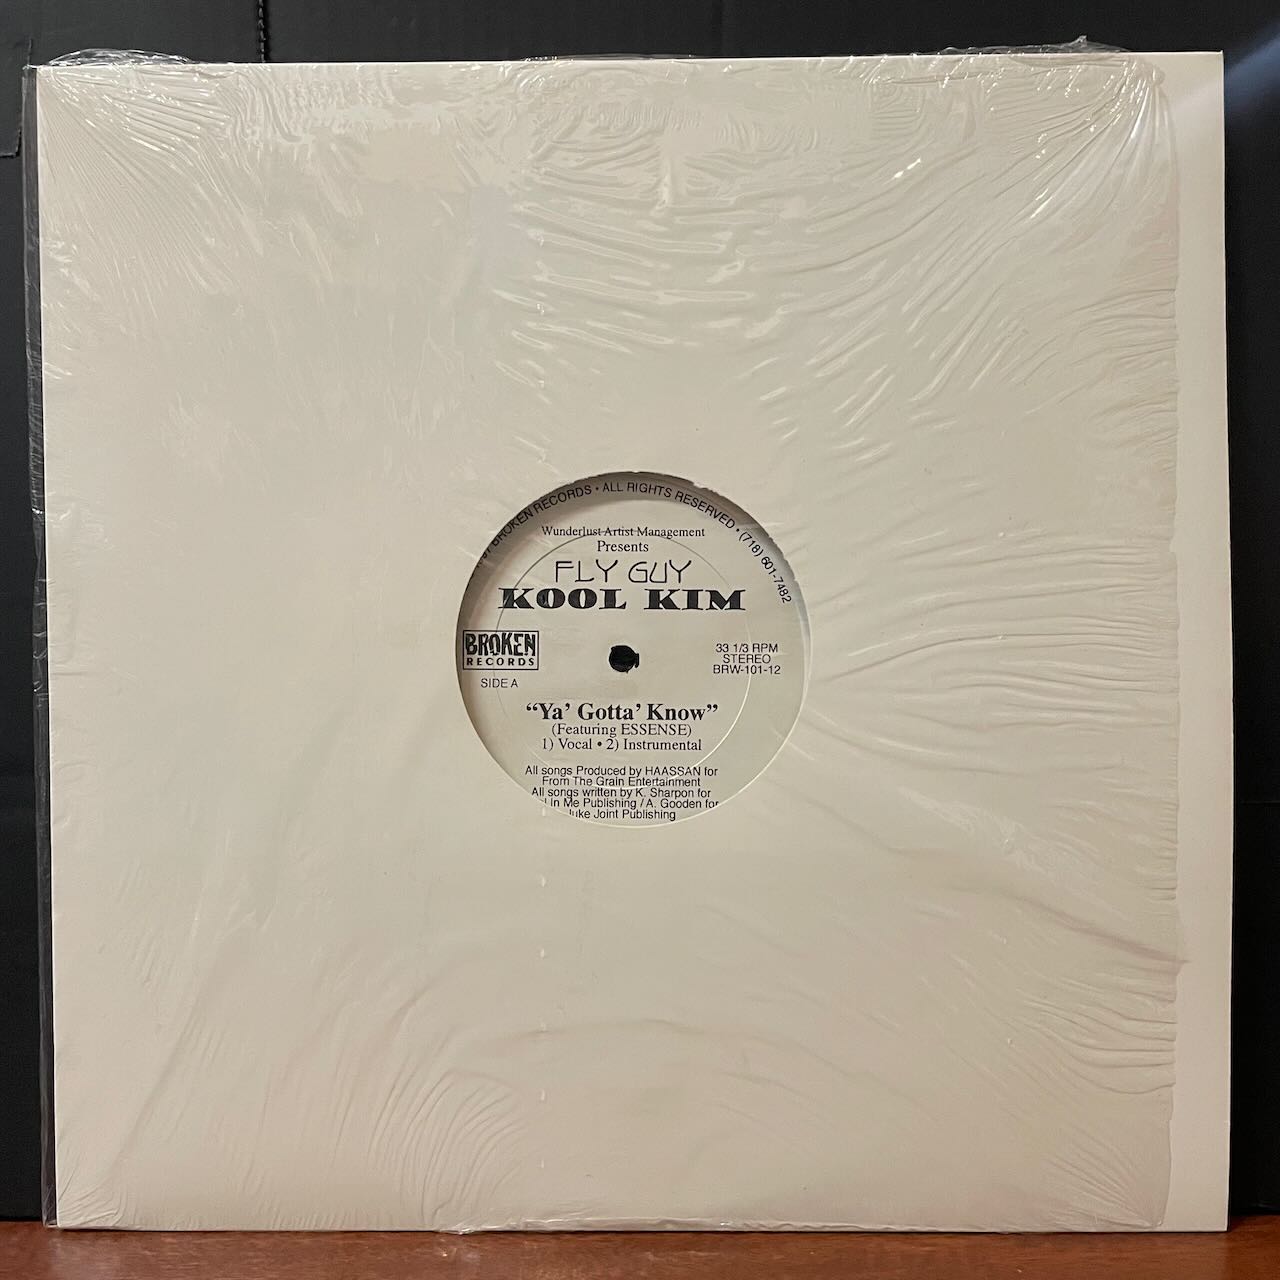 BROKEN RECORDS • ALL RIGHTS RESERVED • (718) 601-7482
Wunderlust Artist Management
Presents
FLY GUY
KOOL KIM
BROKEN
RECORDS
SIDE A
33 1/3 RPM
STEREO
BRW-101-12
“Ya’ Gotta’ Know”
(Featuring ESSENSE)
1) Vocal • 2) Instrumental
All songs Produced by HAASSAN for
From The Grain Entertainment
All songs written by K. Sharpon for
In Me Publishing / A. Gooden for
Juke Joint Publishing